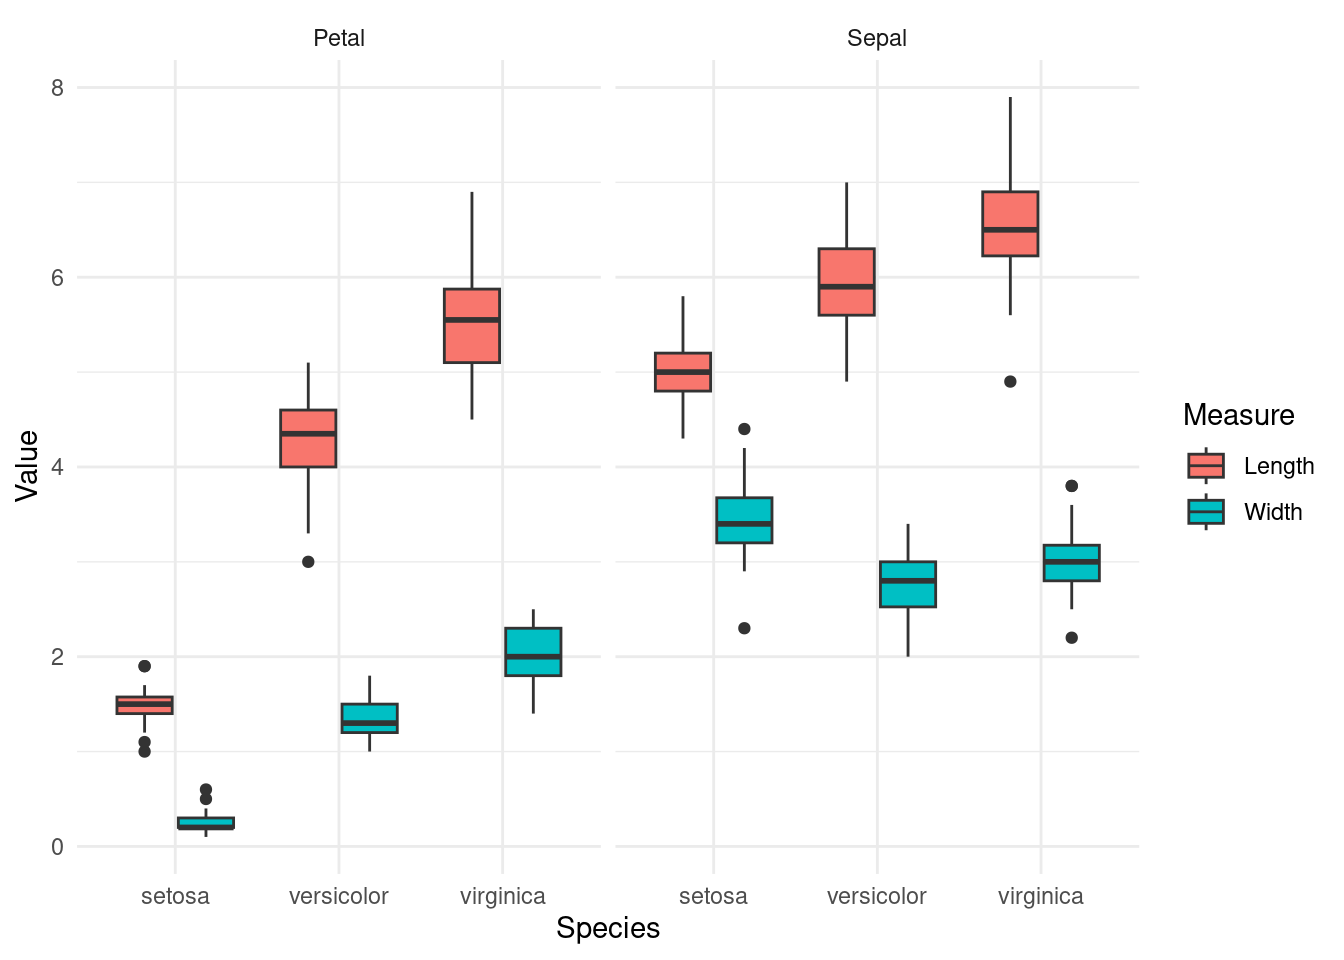 Petal
Sepal
8
6
4
2
0
Value
setosa
versicolor
virginica
setosa
versicolor
virginica
Species
Measure
Length
Width